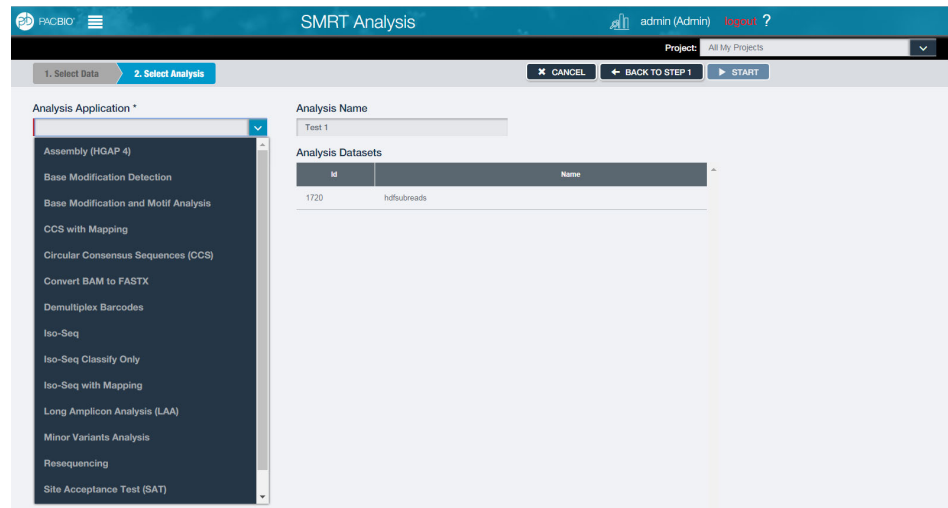 PACBIO
SMRT Analysis
admin (Admin) logout ?
Project: All My Projects
1. Select Data
2. Select Analysis
CANCEL
BACK TO STEP 1
START
Analysis Application *
Analysis Name
Test 1
Analysis Datasets
Id Name
1720 hdfsubreads
Assembly (HGAP 4)
Base Modification Detection
Base Modification and Motif Analysis
CCS with Mapping
Circular Consensus Sequences (CCS)
Convert BAM to FASTX
Demultiplex Barcodes
Iso-Seq
Iso-Seq Classify Only
Iso-Seq with Mapping
Long Amplicon Analysis (LAA)
Minor Variants Analysis
Resequencing
Site Acceptance Test (SAT)